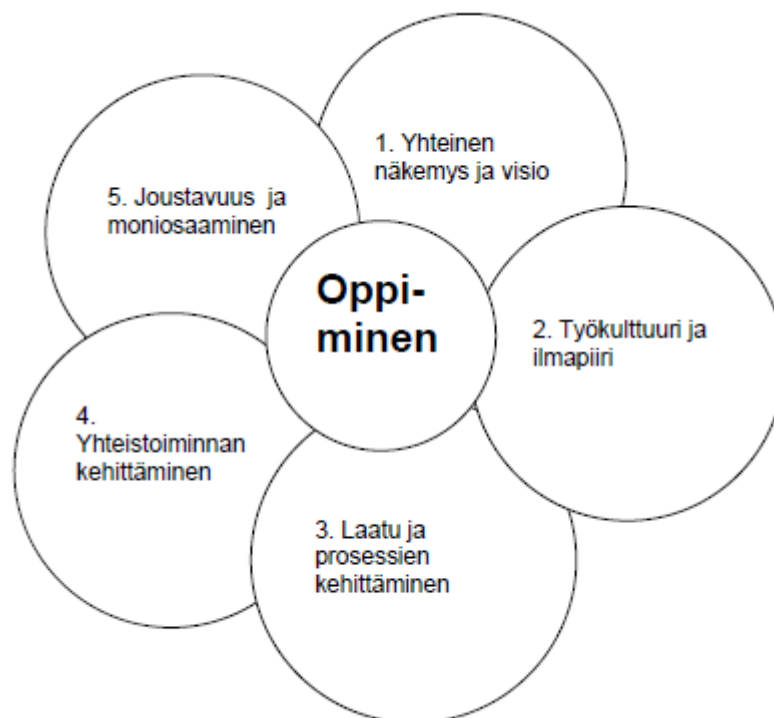 1. Yhteinen
näkemys ja visio
5. Joustavuus ja
moniosaaminen
Oppi-
minen
2. Työkulttuuri ja
ilmapiiri
4.
Yhteistoiminnan
kehittäminen
3. Laatu ja
prosessien
kehittäminen